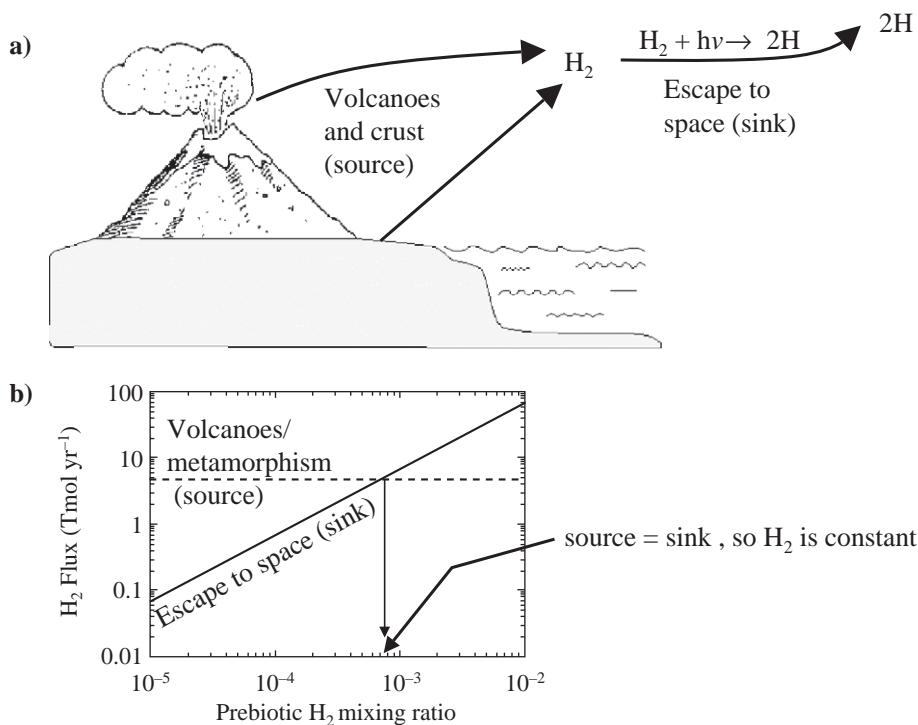 a)
H₂ + hν → 2H
2H
H₂
Volcanoes
and crust
(source)
Escape to
space (sink)
b)
100
10
1
0.1
0.01
H₂ Flux (Tmol yr⁻¹)
Volcanoes/
metamorphism
(source)
Escape to space (sink)
source = sink , so H₂ is constant
10⁻⁵
10⁻⁴
10⁻³
10⁻²
Prebiotic H₂ mixing ratio